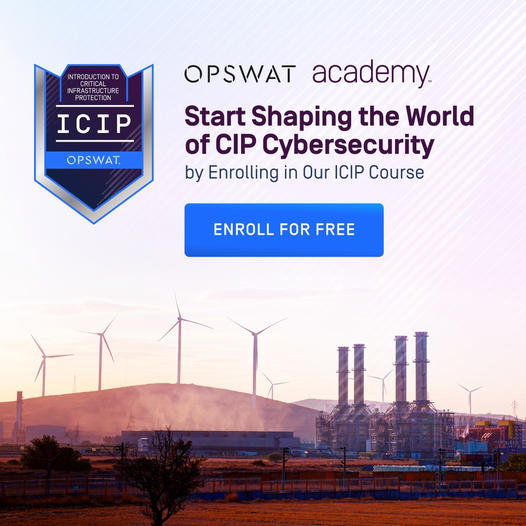 INTRODUCTION TO
CRITICAL
INFRASTRUCTURE
PROTECTION
ICIP
OPSWAT.
OPSWAT academy.
Start Shaping the World
of CIP Cybersecurity
by Enrolling in Our ICIP Course
ENROLL FOR FREE